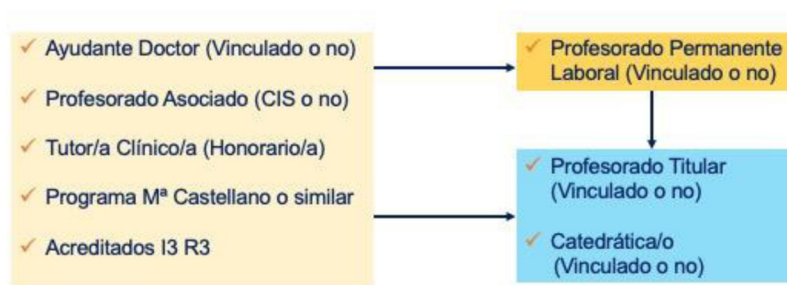 Ayudante Doctor (Vinculado o no)
Profesorado Asociado (CIS o no)
Tutor/a Clínico/a (Honorario/a)
Programa Mª Castellano o similar
Acreditados I3 R3
Profesorado Permanente
Laboral (Vinculado o no)
Profesorado Titular
(Vinculado o no)
Catedrática/o
(Vinculado o no)